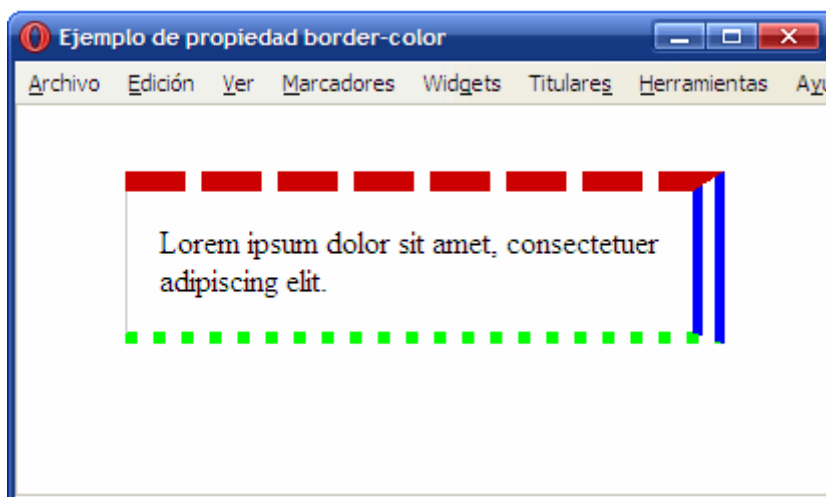 Ejemplo de propiedad border-color
Archivo Edición Ver Marcadores Widgets Titulares Herramientas
Lorem ipsum dolor sit amet, consectetuer
adipiscing elit.